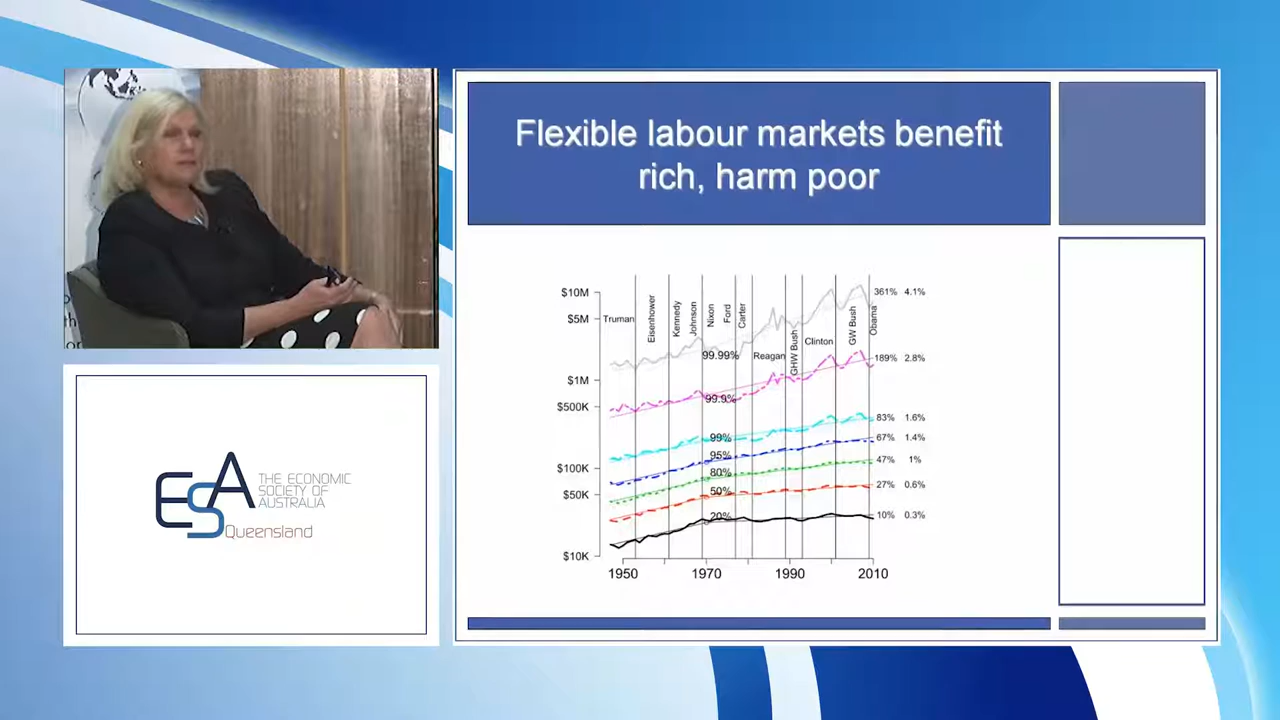 th
or
THE ECONOMIC
SOCIETY OF
AUSTRALIA
ESA
Queensland
Flexible labour markets benefit
rich, harm poor
$10M
$5M
$1M
$500K
$100K
$50K
$10K
Truman
Eisenhower
Kennedy
Johnson
Nixon
Ford
Carter
Reagan
GHW Bush
Clinton
GW Bush
Obama
99.99%
99.9%
99%
95%
80%
50%
20%
361% 4.1%
189% 2.8%
83% 1.6%
67% 1.4%
47% 1%
27% 0.6%
10% 0.3%
1950 1970 1990 2010